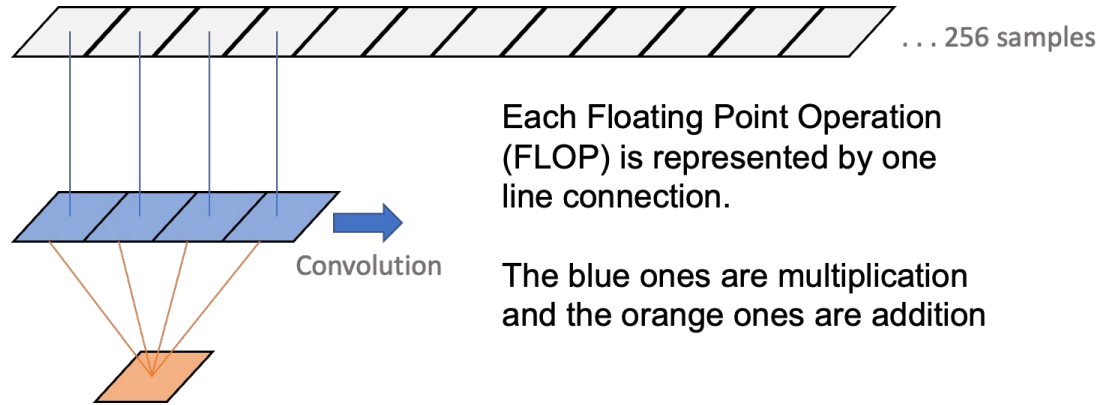 . . . 256 samples
Each Floating Point Operation
(FLOP) is represented by one
line connection.
Convolution
The blue ones are multiplication
and the orange ones are addition